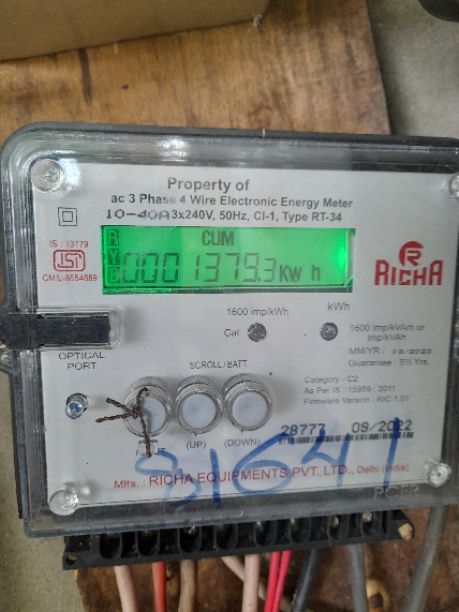 Property of
ac 3 Phase 4 Wire Electronic Energy Meter
10-40A 3x240V, 50Hz, Cl-1, Type RT-34
IS : 13779
ISI
CM/L-8554689
R
Y
B
CUM
0001379.3 Kw h
RICHA
1600 imp/kWh
kWh
Cal
1600 imp/kVArh or
imp/kVAh
MM/YR : 09/2022
Guarantee : 5½ Yrs.
OPTICAL
PORT
SCROLL/BATT.
Category - C2
As Per IS : 15959 : 2011
Firmware Version : RIC 1.01
(UP)
(DOWN)
28777 09/2022
81641
Mfrs. : RICHA EQUIPMENTS PVT. LTD., Delhi (India)